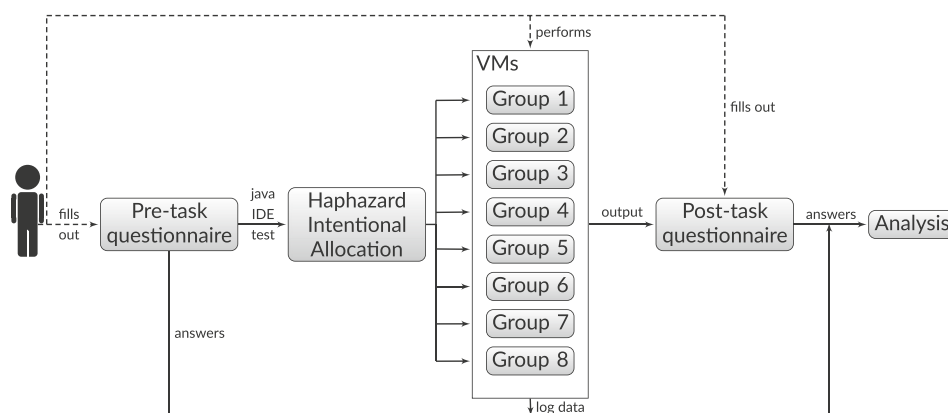 performs
VMs
Group 1
Group 2
Group 3
Group 4
Group 5
Group 6
Group 7
Group 8
fills out
fills
out
Pre-task
questionnaire
java
IDE
test
Haphazard
Intentional
Allocation
output
Post-task
questionnaire
answers
Analysis
answers
log data